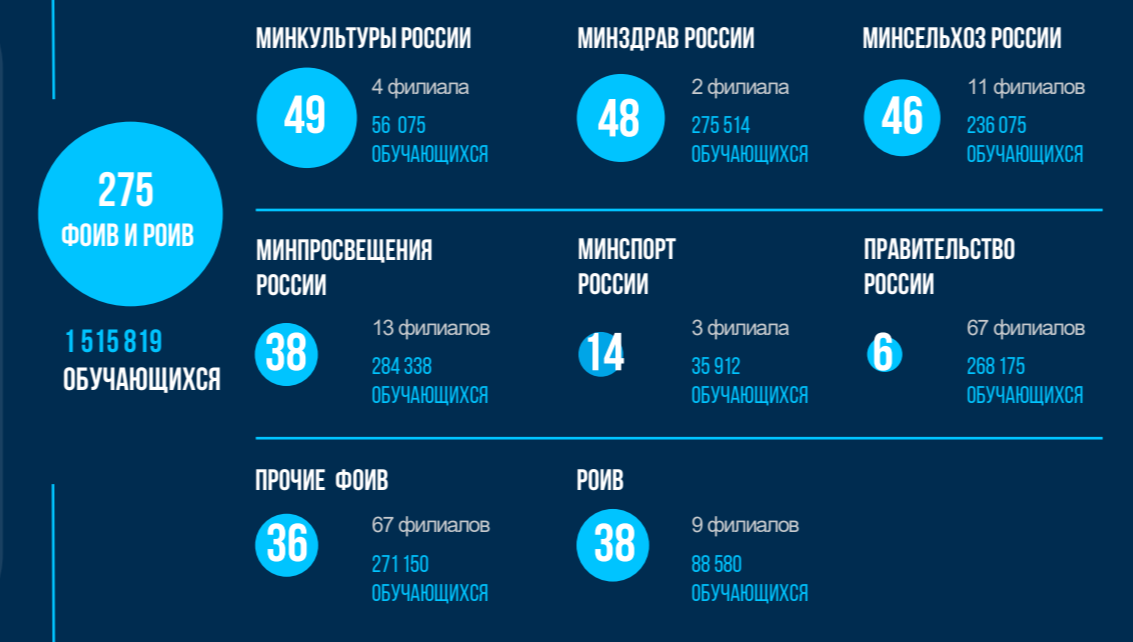 275
ФОИВ И РОИВ
1 515 819
ОБУЧАЮЩИХСЯ
МИНКУЛЬТУРЫ РОССИИ
49
4 филиала
56 075
ОБУЧАЮЩИХСЯ
МИНЗДРАВ РОССИИ
48
2 филиала
275 514
ОБУЧАЮЩИХСЯ
МИНСЕЛЬХОЗ РОССИИ
46
11 филиалов
236 075
ОБУЧАЮЩИХСЯ
МИНПРОСВЕЩЕНИЯ
РОССИИ
38
13 филиалов
284 338
ОБУЧАЮЩИХСЯ
МИНСПОРТ
РОССИИ
14
3 филиала
35 912
ОБУЧАЮЩИХСЯ
ПРАВИТЕЛЬСТВО
РОССИИ
6
67 филиалов
268 175
ОБУЧАЮЩИХСЯ
ПРОЧИЕ ФОИВ
36
67 филиалов
271 150
ОБУЧАЮЩИХСЯ
РОИВ
38
9 филиалов
88 580
ОБУЧАЮЩИХСЯ